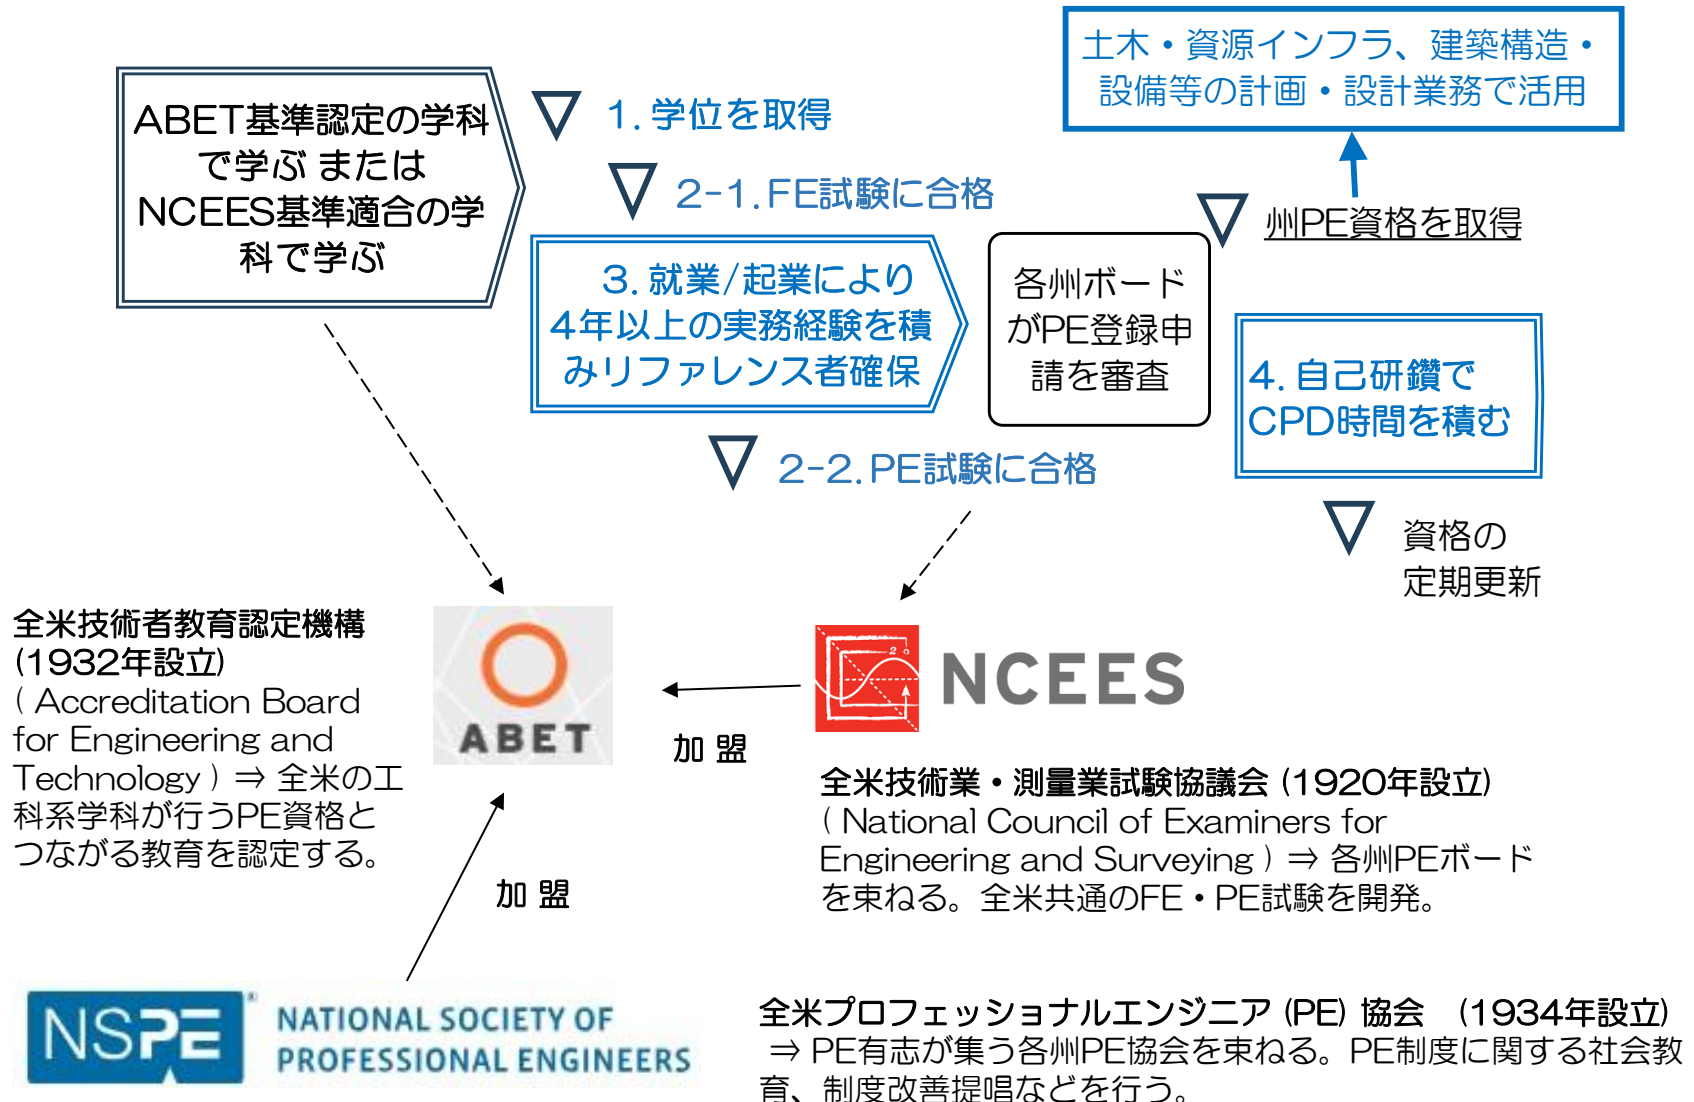 土木・資源インフラ、建築構造・
設備等の計画・設計業務で活用
ABET基準認定の学科
で学ぶ または
NCEES基準適合の学
科で学ぶ
1. 学位を取得
2-1. FE試験に合格
州PE資格を取得
3. 就業/起業により
4年以上の実務経験を積
みリファレンス者確保
各州ボード
がPE登録申
請を審査
4. 自己研鑽で
CPD時間を積む
2-2. PE試験に合格
資格の
定期更新
全米技術者教育認定機構
(1932年設立)
( Accreditation Board
for Engineering and
Technology ) ⇒ 全米の工
科系学科が行うPE資格と
つながる教育を認定する。
ABET
NCEES
加 盟
全米技術業・測量業試験協議会 (1920年設立)
( National Council of Examiners for
Engineering and Surveying ) ⇒ 各州PEボード
を束ねる。全米共通のFE・PE試験を開発。
加 盟
NSPE®
NATIONAL SOCIETY OF
PROFESSIONAL ENGINEERS
全米プロフェッショナルエンジニア (PE) 協会 (1934年設立)
⇒ PE有志が集う各州PE協会を束ねる。PE制度に関する社会教
育、制度改善提唱などを行う。